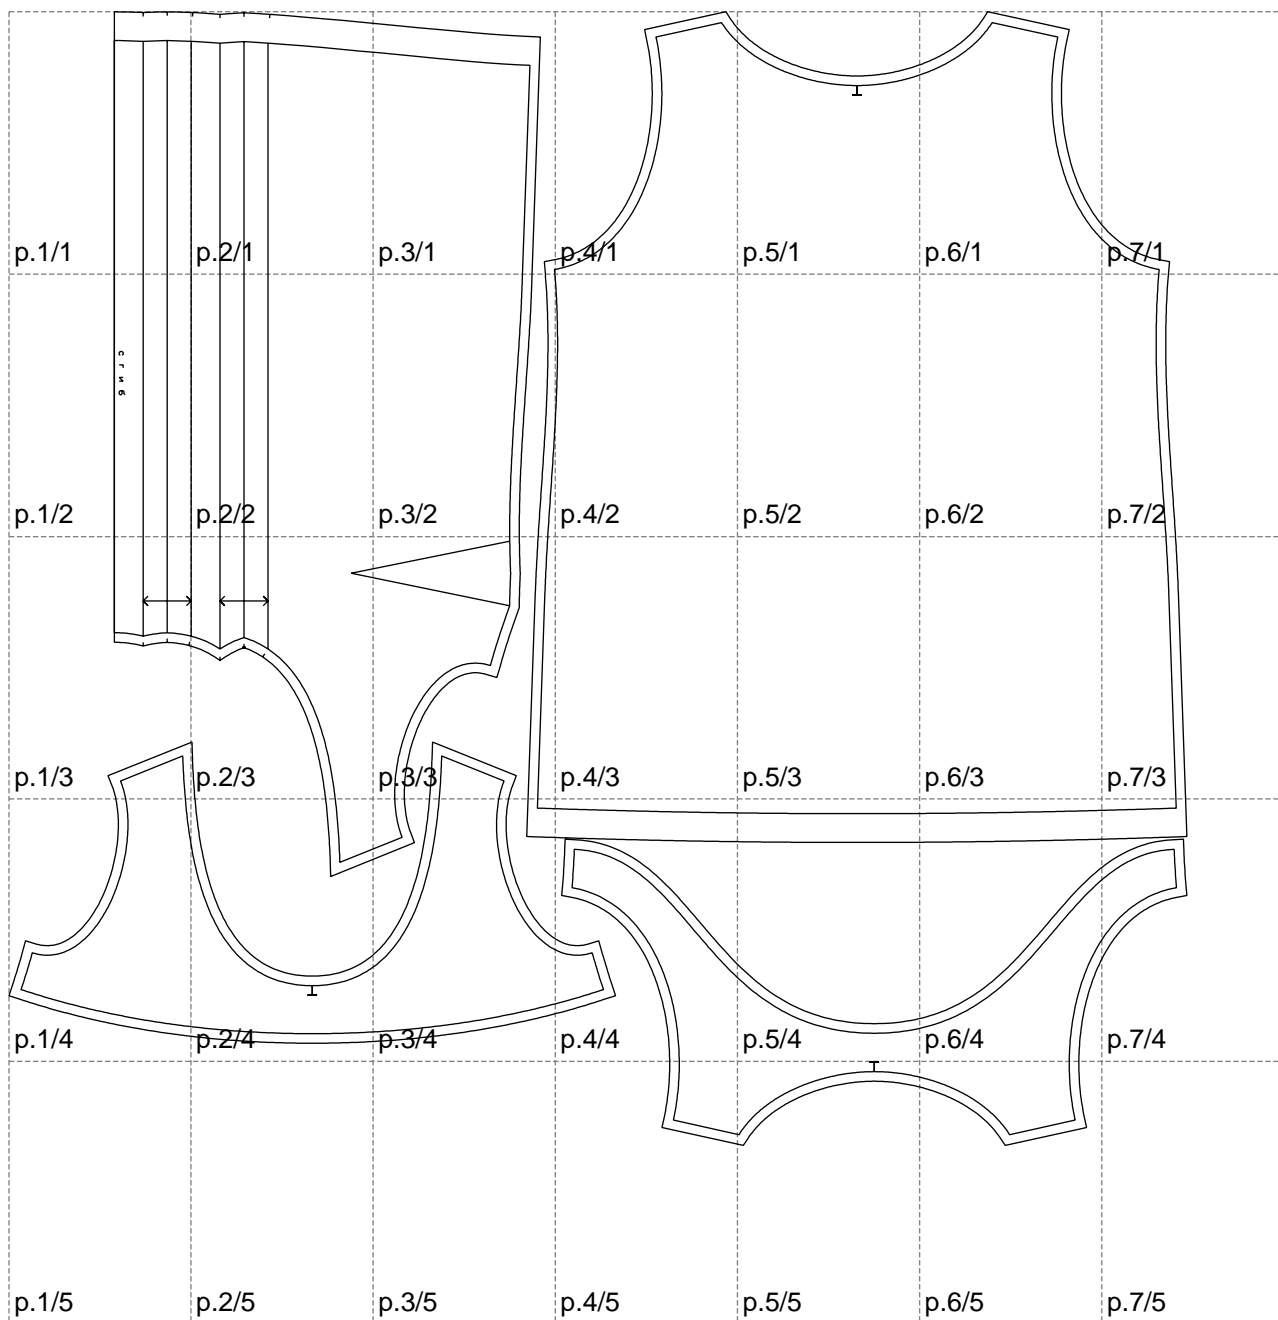 p.1/1 p.2/1 p.3/1 p.4/1 p.5/1 p.6/1 p.7/1
сгиб
p.1/2 p.2/2 p.3/2 p.4/2 p.5/2 p.6/2 p.7/2
p.1/3 p.2/3 p.3/3 p.4/3 p.5/3 p.6/3 p.7/3
p.1/4 p.2/4 p.3/4 p.4/4 p.5/4 p.6/4 p.7/4
p.1/5 p.2/5 p.3/5 p.4/5 p.5/5 p.6/5 p.7/5